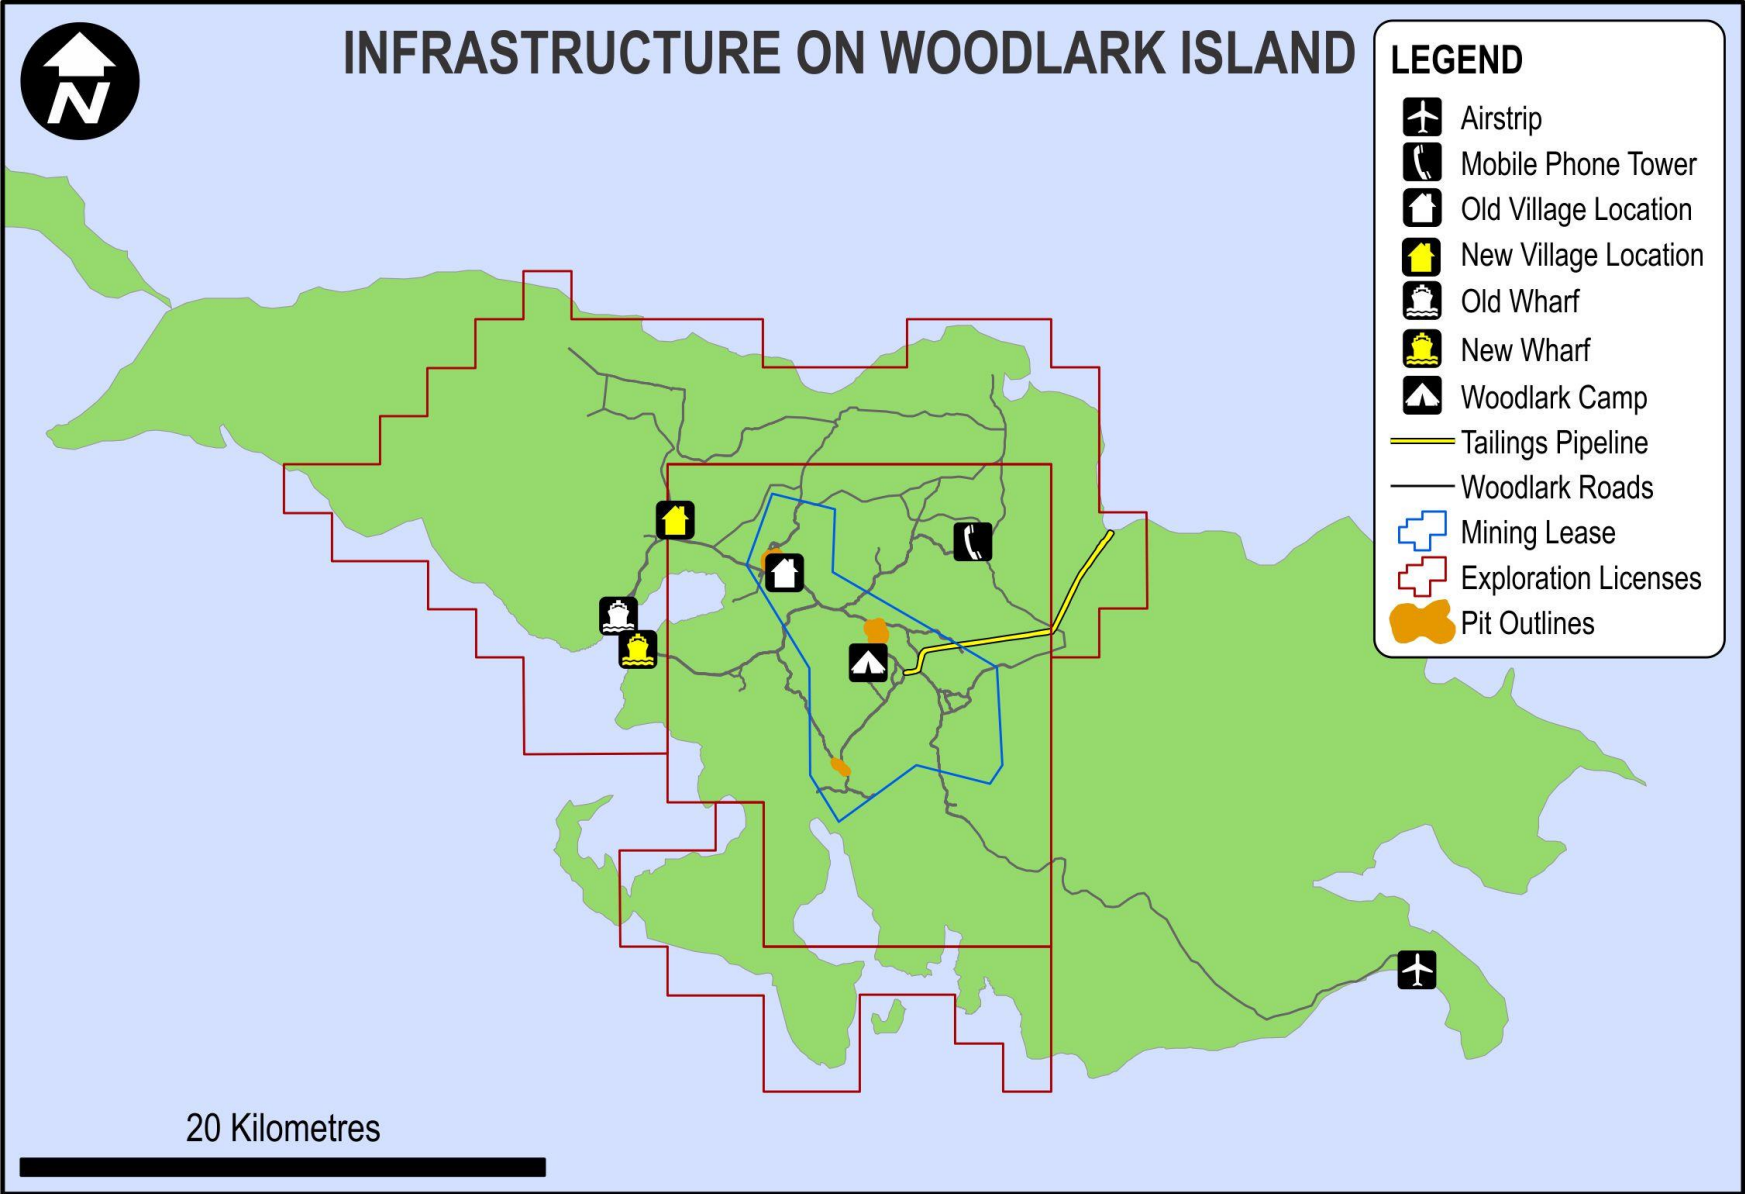 INFRASTRUCTURE ON WOODLARK ISLAND
N
LEGEND
Airstrip
Mobile Phone Tower
Old Village Location
New Village Location
Old Wharf
New Wharf
Woodlark Camp
Tailings Pipeline
Woodlark Roads
Mining Lease
Exploration Licenses
Pit Outlines
20 Kilometres